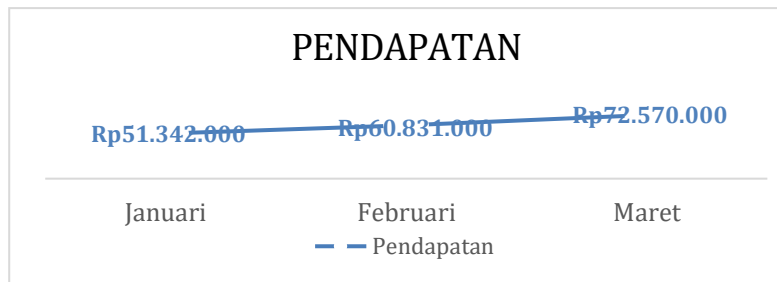 PENDAPATAN
Rp51.342.000 Rp60.831.000 Rp72.570.000
Januari Februari Maret
Pendapatan